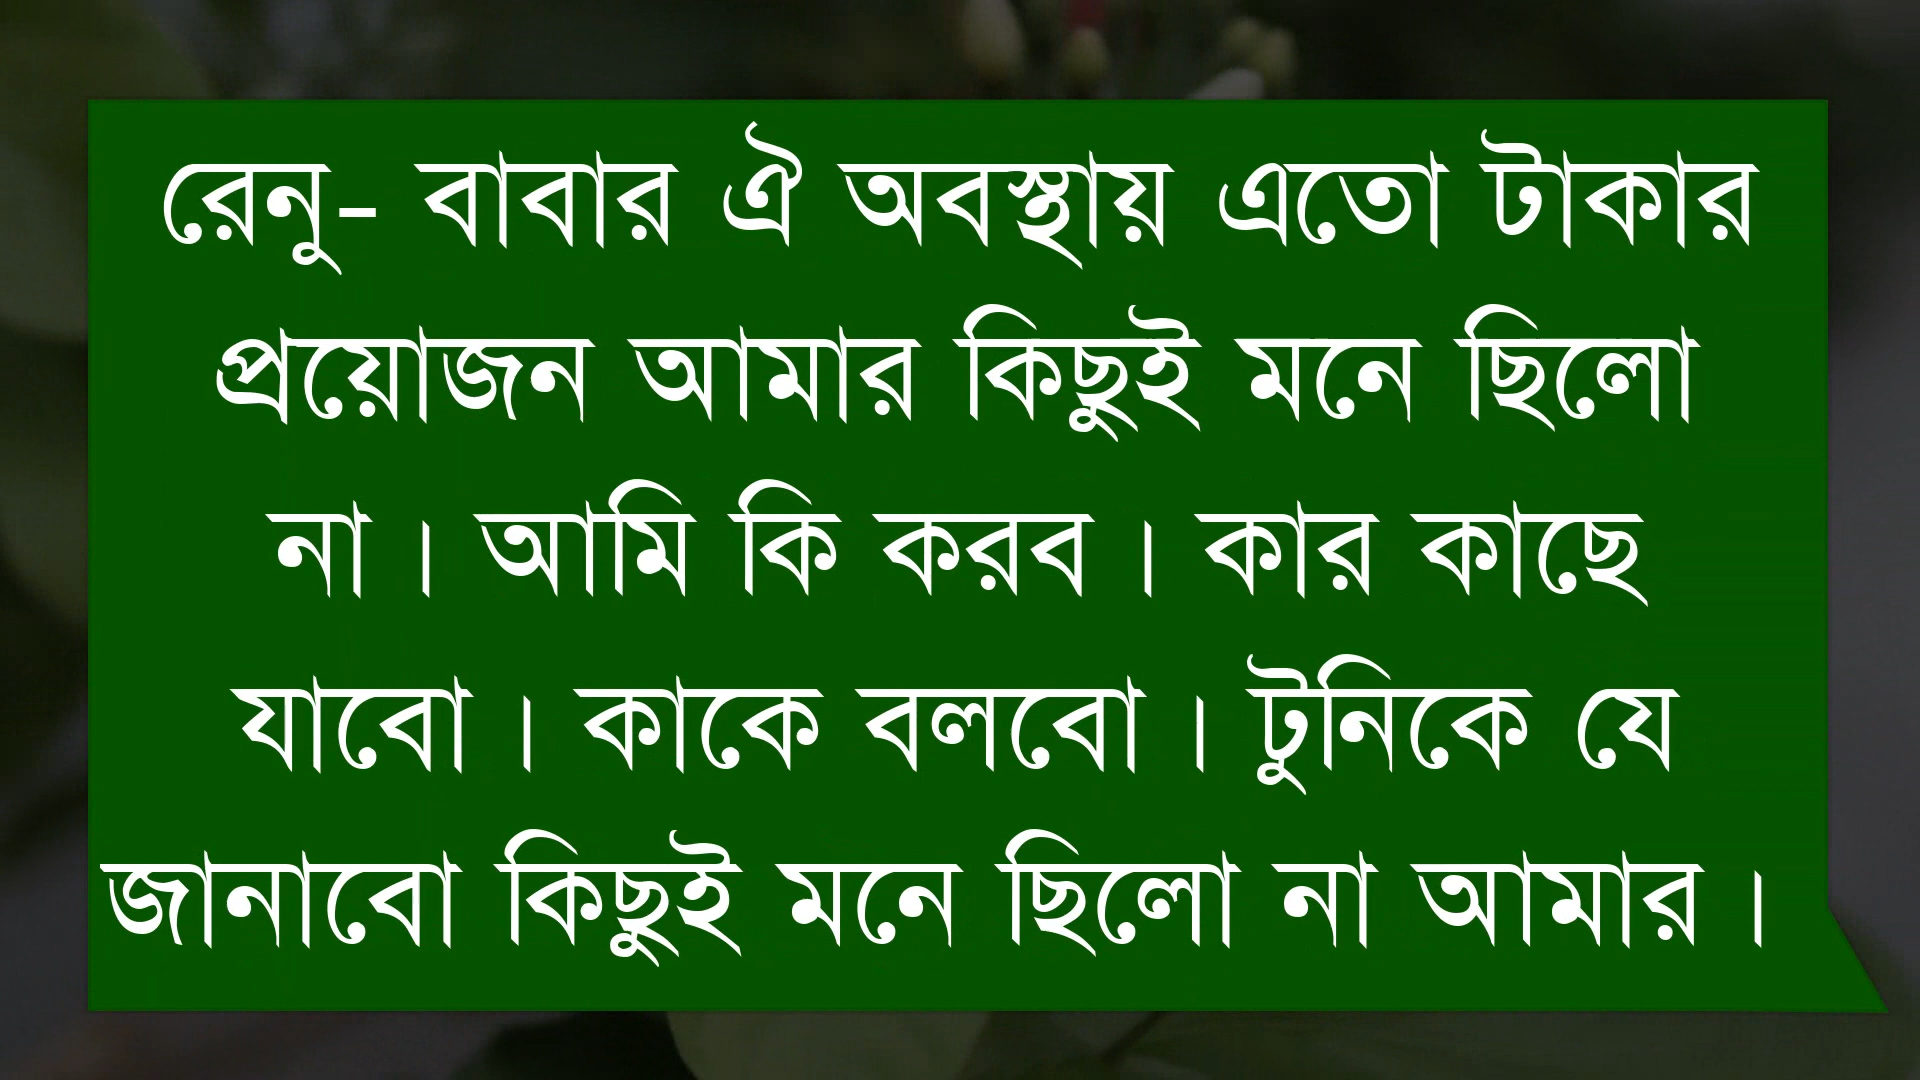 রেনু- বাবার ঐ অবস্থায় এতো টাকার
প্রয়োজন আমার কিছুই মনে ছিলো
না । আমি কি করব । কার কাছে
যাবো । কাকে বলবো । টুনিকে যে
জানাবো কিছুই মনে ছিলো না আমার ।